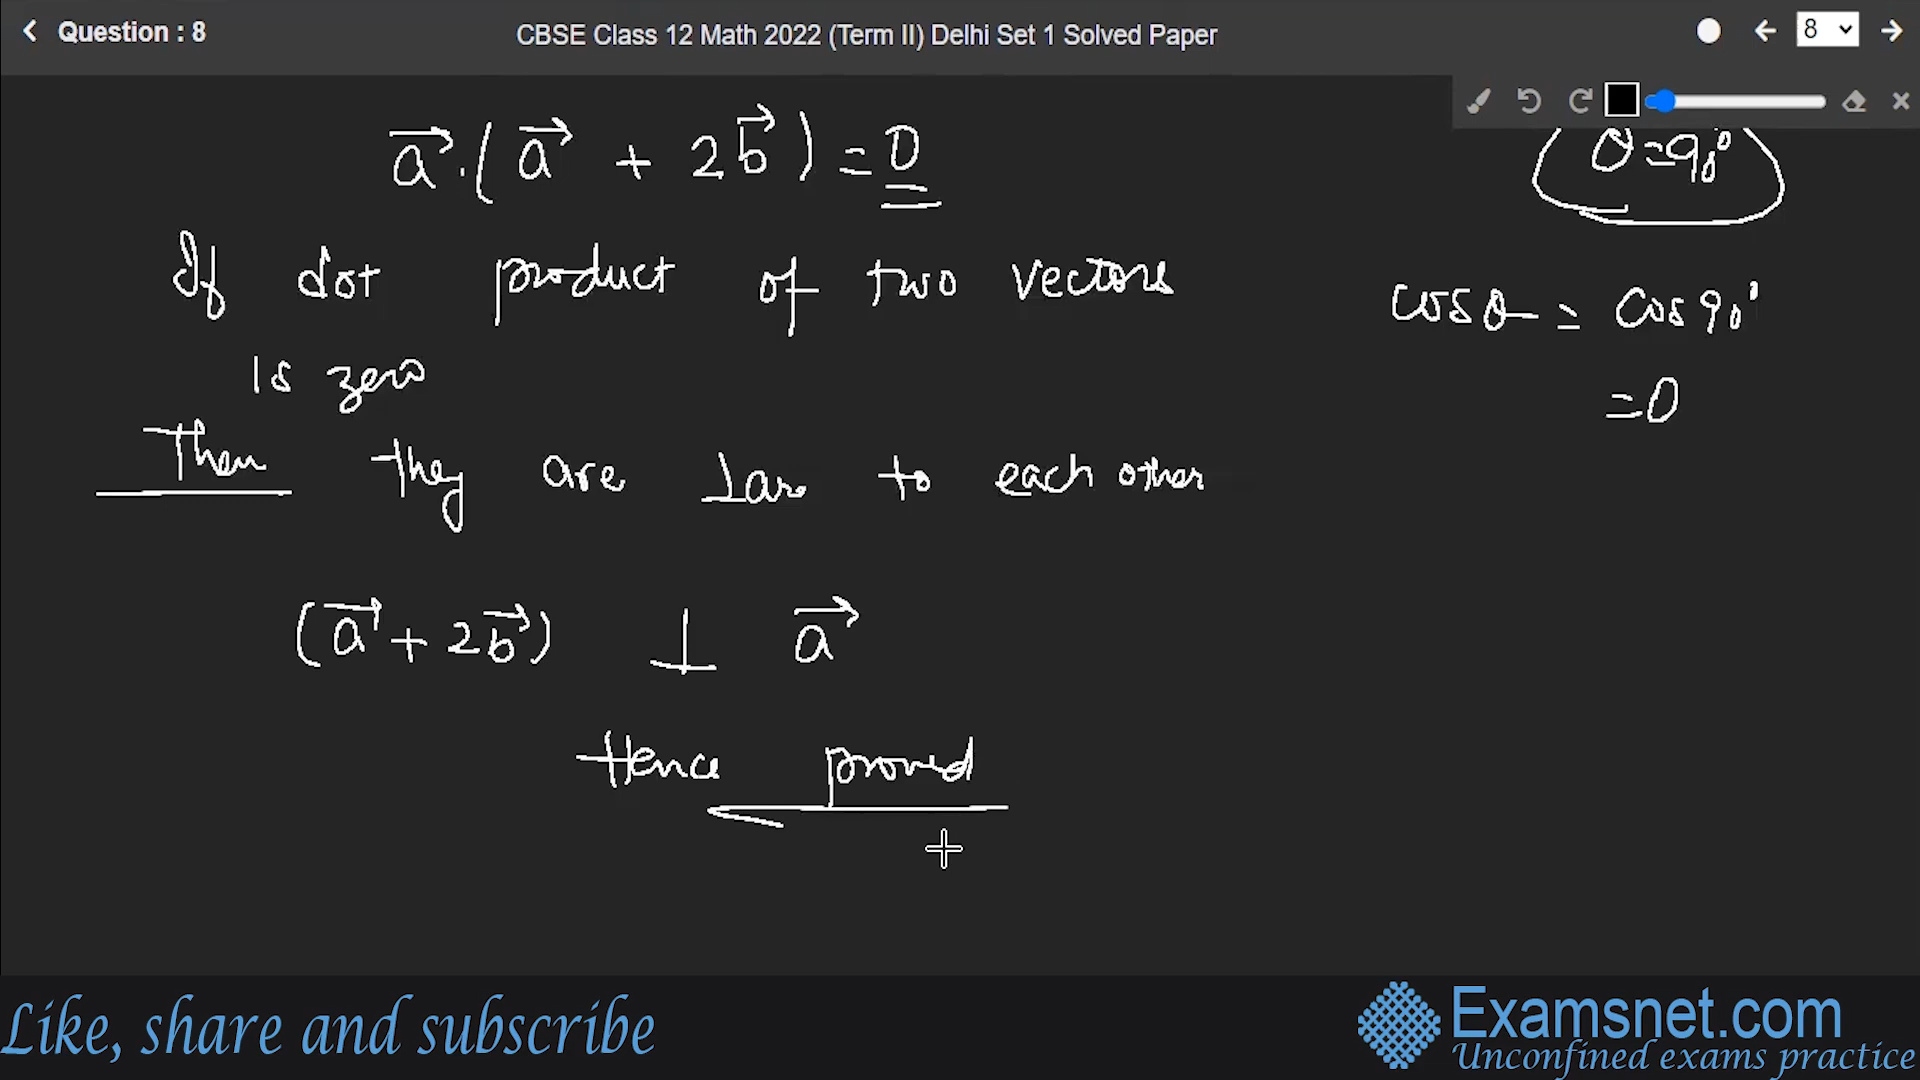 Question : 8
CBSE Class 12 Math 2022 (Term II) Delhi Set 1 Solved Paper
8
a⃗ . ( a⃗ + 2b⃗ ) = 0
θ = 90°
If dot product of two vectors
is zero
cos θ = cos 90°
= 0
Then they are ⊥ar to each other
(a⃗ + 2b⃗) ⊥ a⃗
Hence proved
Like, share and subscribe
Examsnet.com
Unconfined exams practice